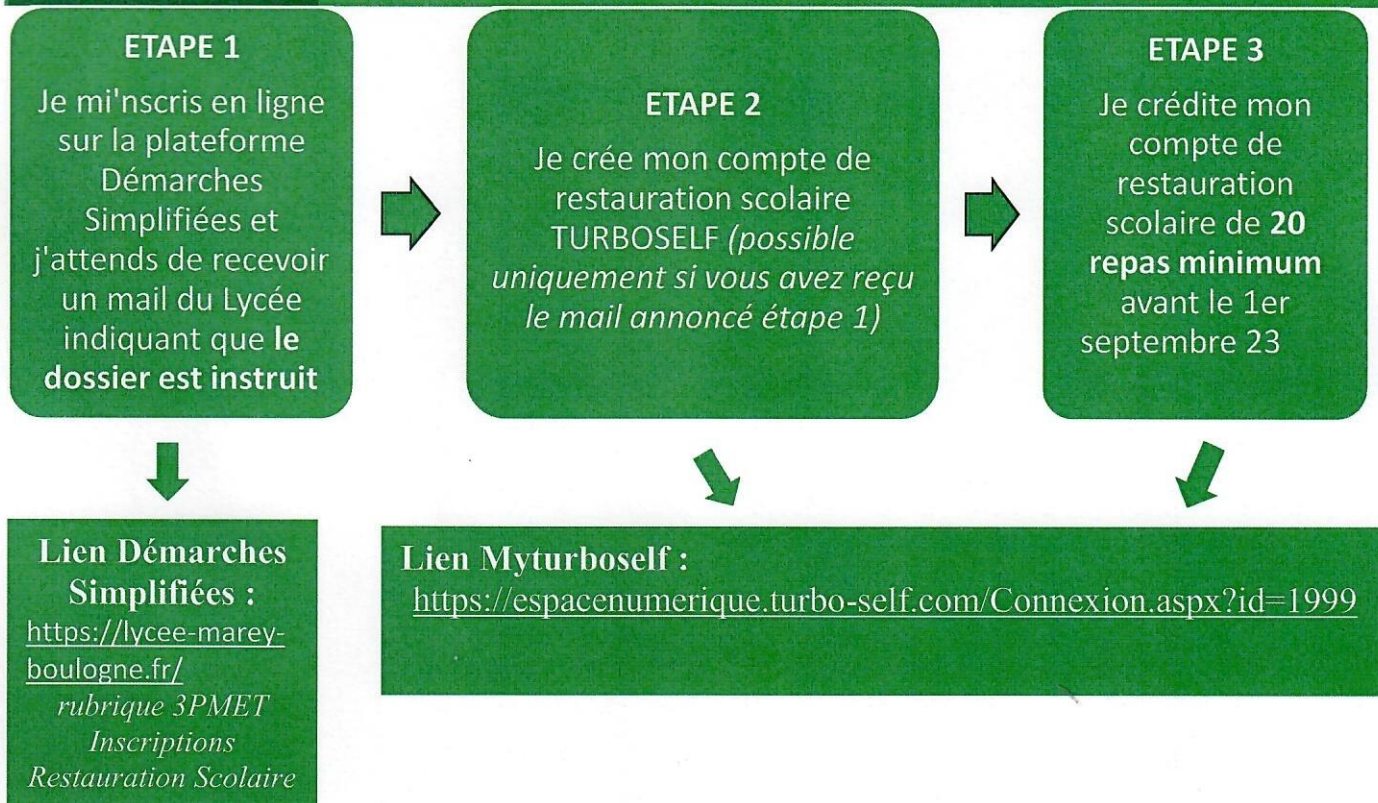 ETAPE 1
Je mi'nscris en ligne
sur la plateforme
Démarches
Simplifiées et
j'attends de recevoir
un mail du Lycée
indiquant que le
dossier est instruit
ETAPE 2
Je crée mon compte de
restauration scolaire
TURBOSELF (possible
uniquement si vous avez reçu
le mail annoncé étape 1)
ETAPE 3
Je crédite mon
compte de
restauration
scolaire de 20
repas minimum
avant le 1er
septembre 23
Lien Démarches
Simplifiées :
https://lycee-marey-
boulogne.fr/
rubrique 3PMET
Inscriptions
Restauration Scolaire
Lien Myturboself :
https://espacenumerique.turbo-self.com/Connexion.aspx?id=1999